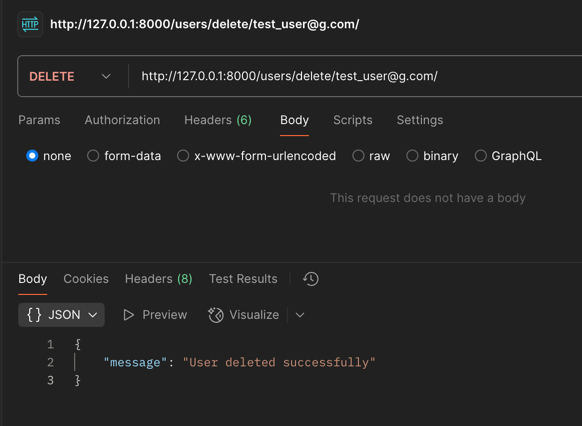 HTTP http://127.0.0.1:8000/users/delete/test_user@g.com/
DELETE http://127.0.0.1:8000/users/delete/test_user@g.com/
Params Authorization Headers (6) Body Scripts Settings
none form-data x-www-form-urlencoded raw binary GraphQL
This request does not have a body
Body Cookies Headers (8) Test Results
{} JSON Preview Visualize
1 {
2 "message": "User deleted successfully"
3 }